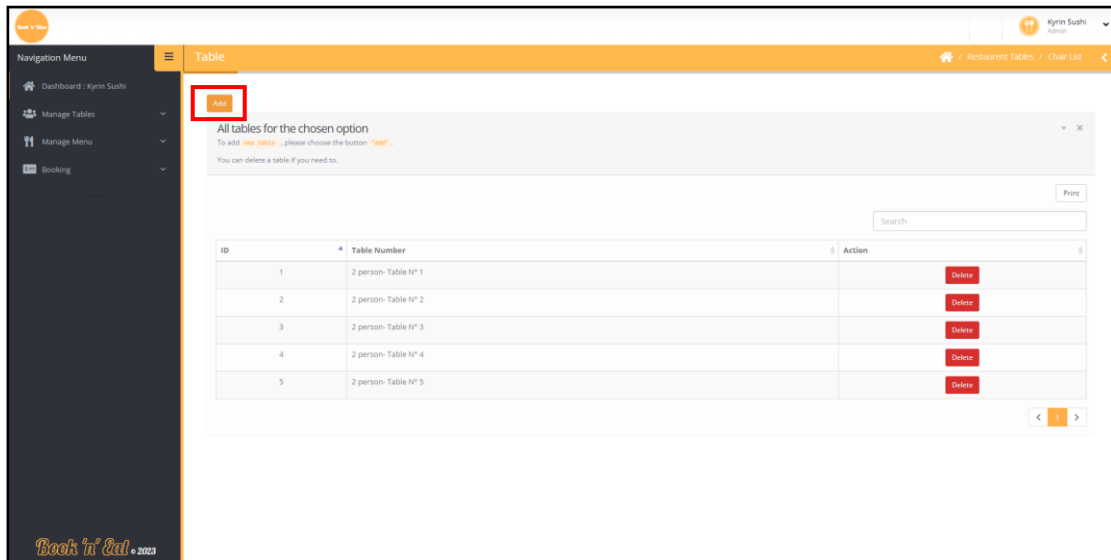 Book 'n' Eat
Kyrin Sushi
Admin
Navigation Menu
Table
/ Restaurent Tables / Chair List
Dashboard : Kyrin Sushi
Manage Tables
Manage Menu
Booking
Add
All tables for the chosen option
To add new table , please choose the button "Add" .
You can delete a table if you need to.
Print
Search
ID Table Number Action
1 2 person- Table N° 1 Delete
2 2 person- Table N° 2 Delete
3 2 person- Table N° 3 Delete
4 2 person- Table N° 4 Delete
5 2 person- Table N° 5 Delete
1
Book 'n' Eat © 2023